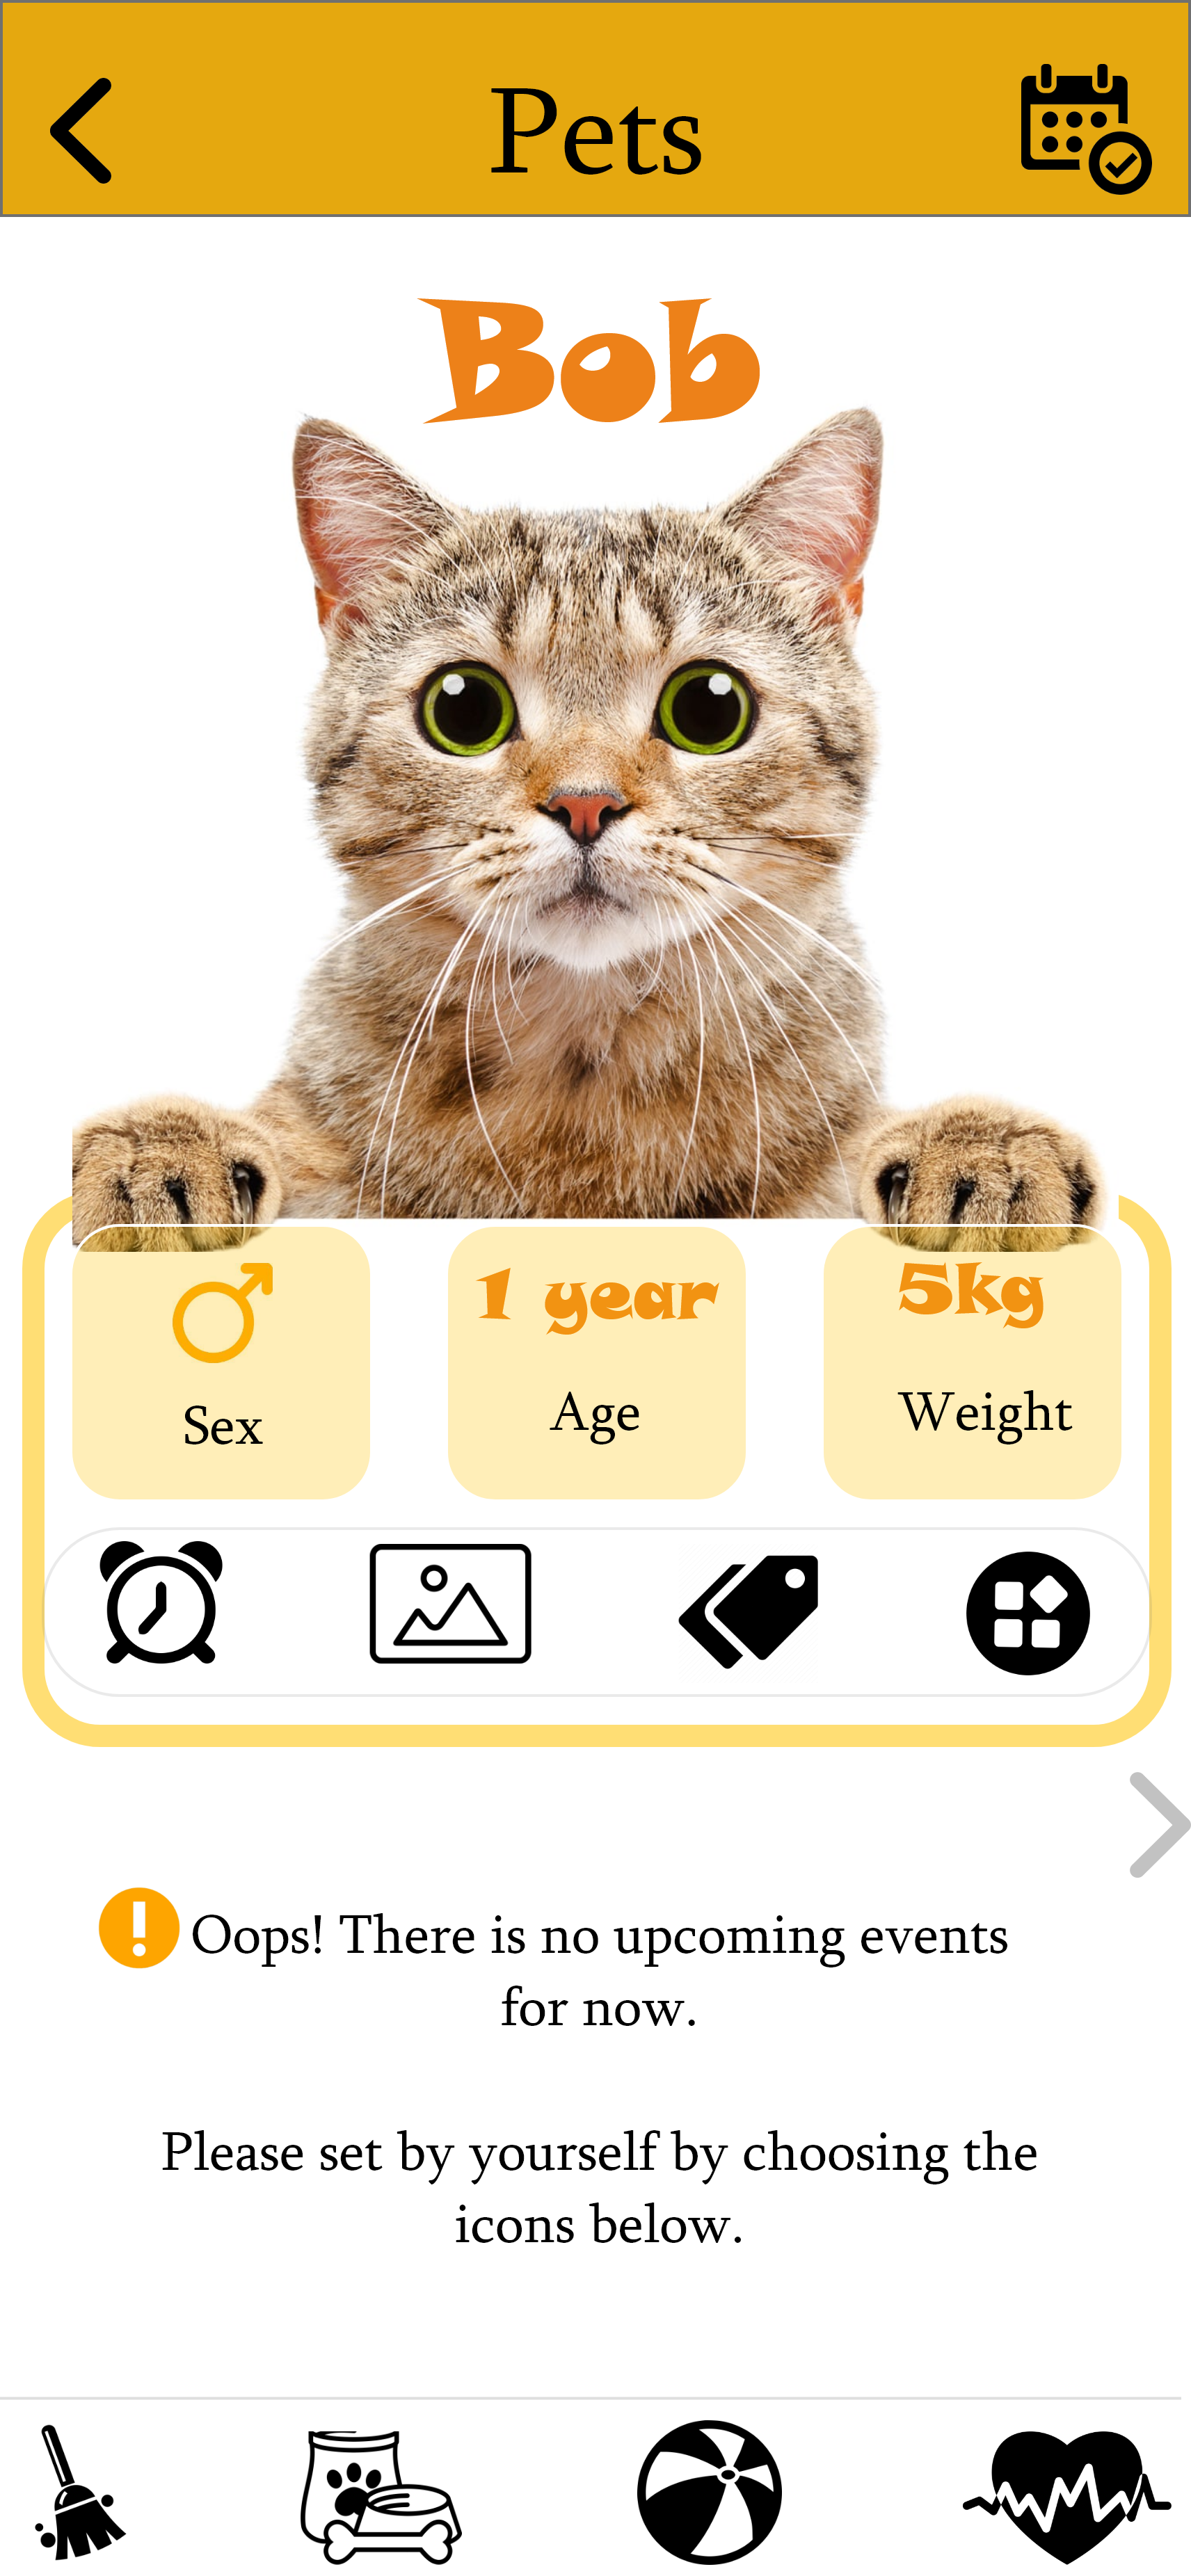 Pets
Bob
1 year
5kg
Sex
Age
Weight
Oops! There is no upcoming events
for now.
Please set by yourself by choosing the
icons below.